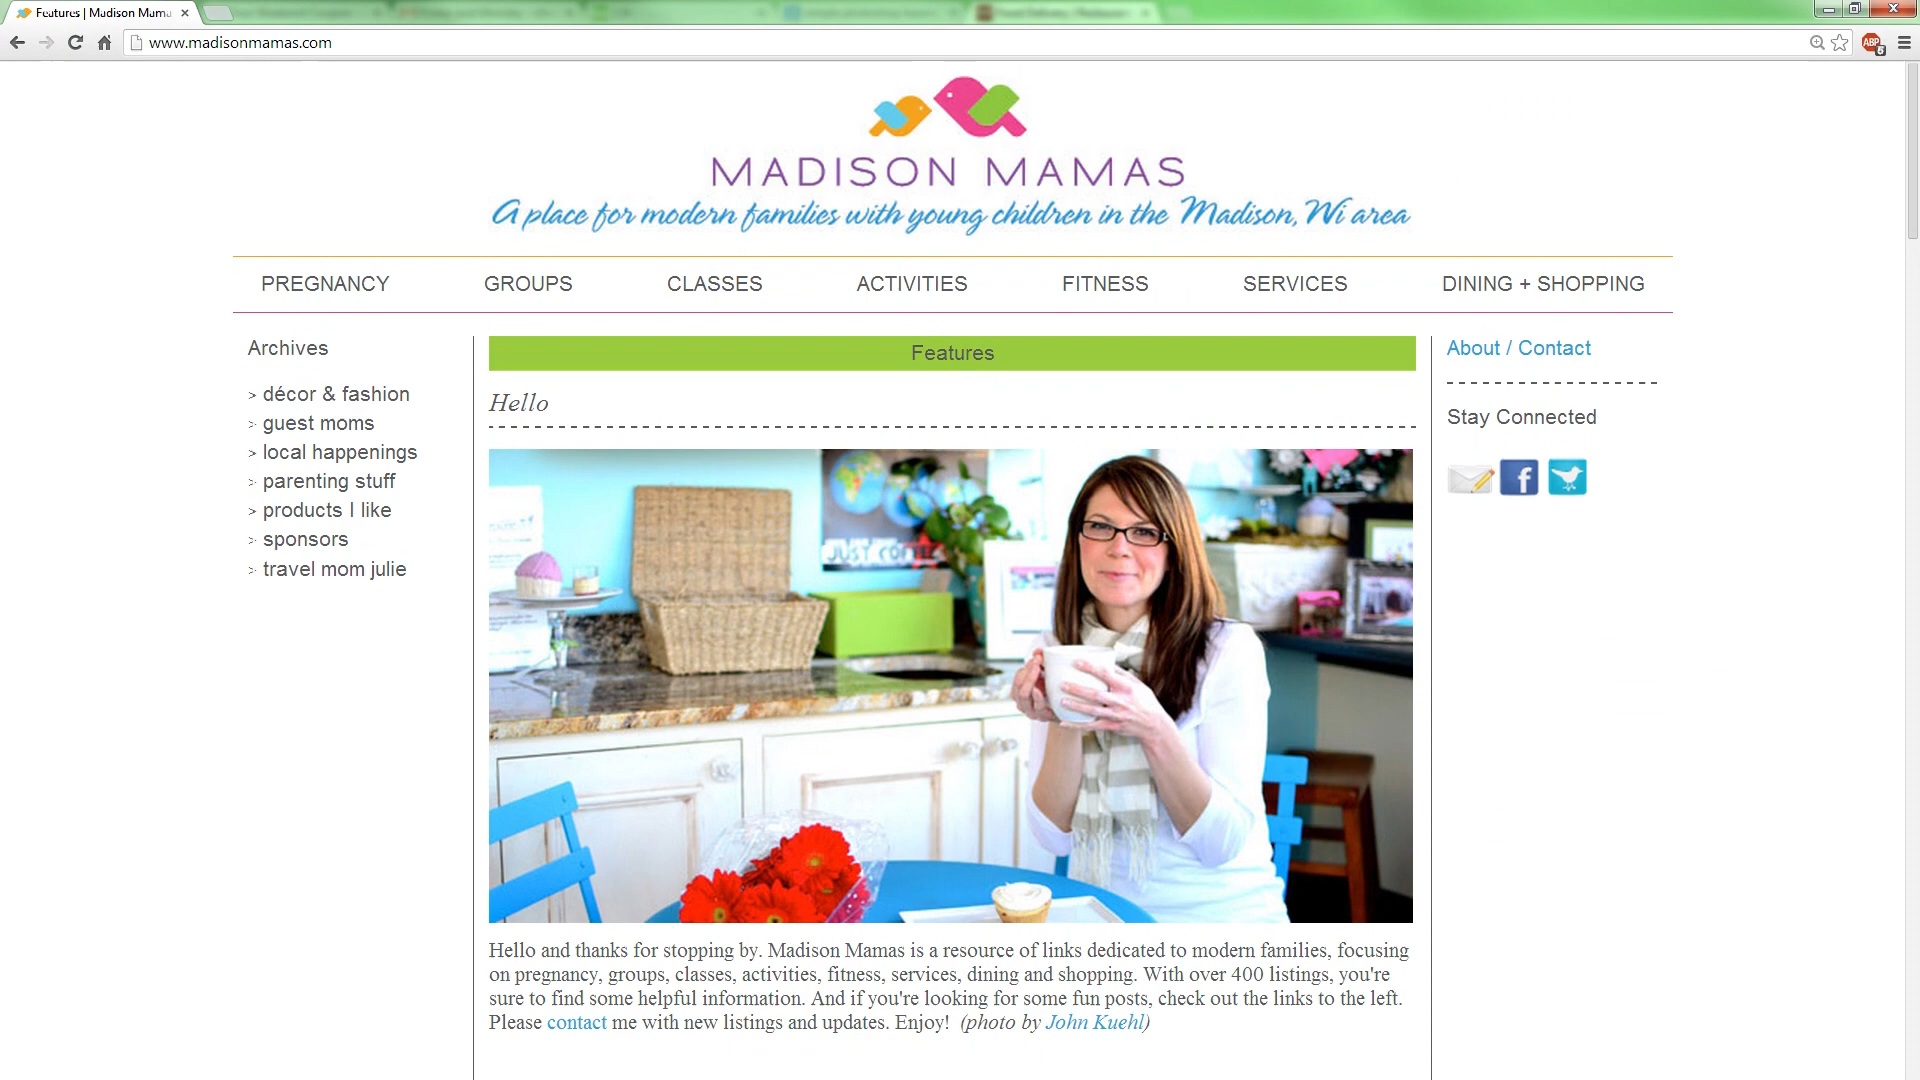 Features | Madison Mama
www.madisonmamas.com
ABP
MADISON MAMAS
A place for modern families with young children in the Madison, Wi area
PREGNANCY GROUPS CLASSES ACTIVITIES FITNESS SERVICES DINING + SHOPPING
Archives
> décor & fashion
> guest moms
> local happenings
> parenting stuff
> products I like
> sponsors
> travel mom julie
Features
Hello
JUST COFFEE
Hello and thanks for stopping by. Madison Mamas is a resource of links dedicated to modern families, focusing
on pregnancy, groups, classes, activities, fitness, services, dining and shopping. With over 400 listings, you're
sure to find some helpful information. And if you're looking for some fun posts, check out the links to the left.
Please contact me with new listings and updates. Enjoy! (photo by John Kuehl)
About / Contact
Stay Connected
f